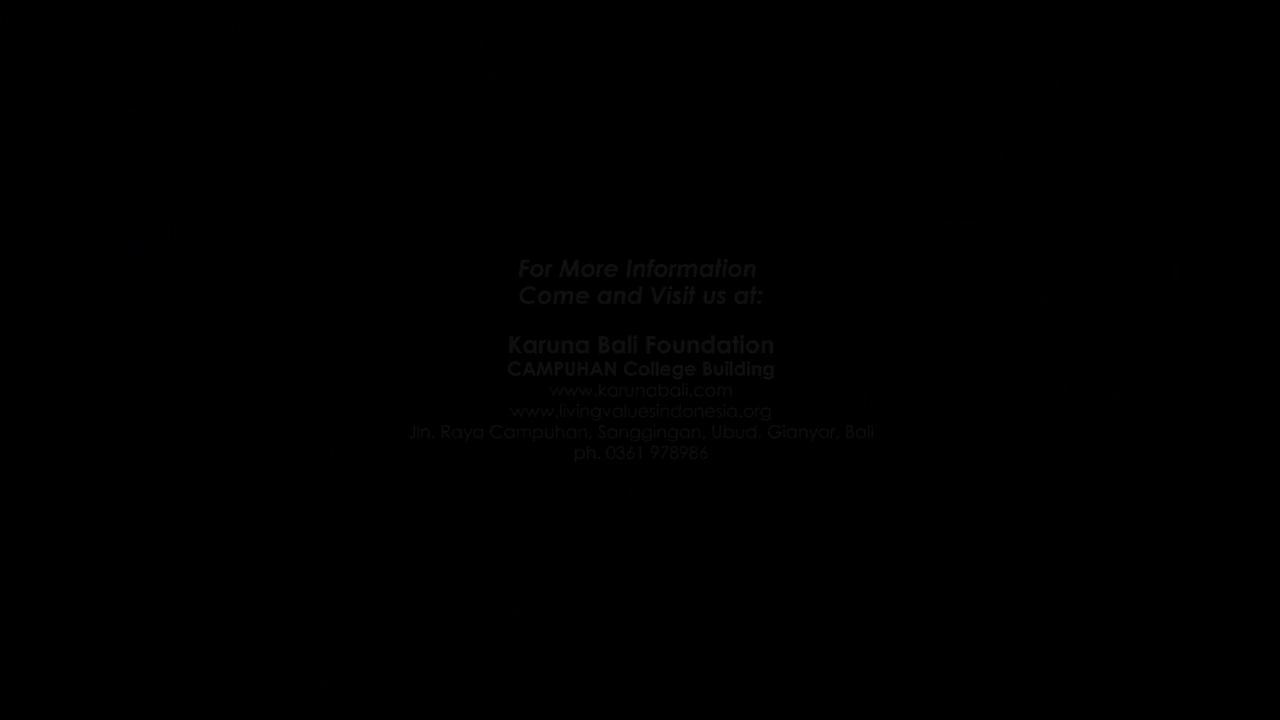 For More Information
Come and Visit us at:
Karuna Bali Foundation
CAMPUHAN College Building
www.karunabali.com
www.livingvaluesindonesia.org
Jln. Raya Campuhan, Sanggingan, Ubud, Gianyar, Bali
ph. 0361 978986